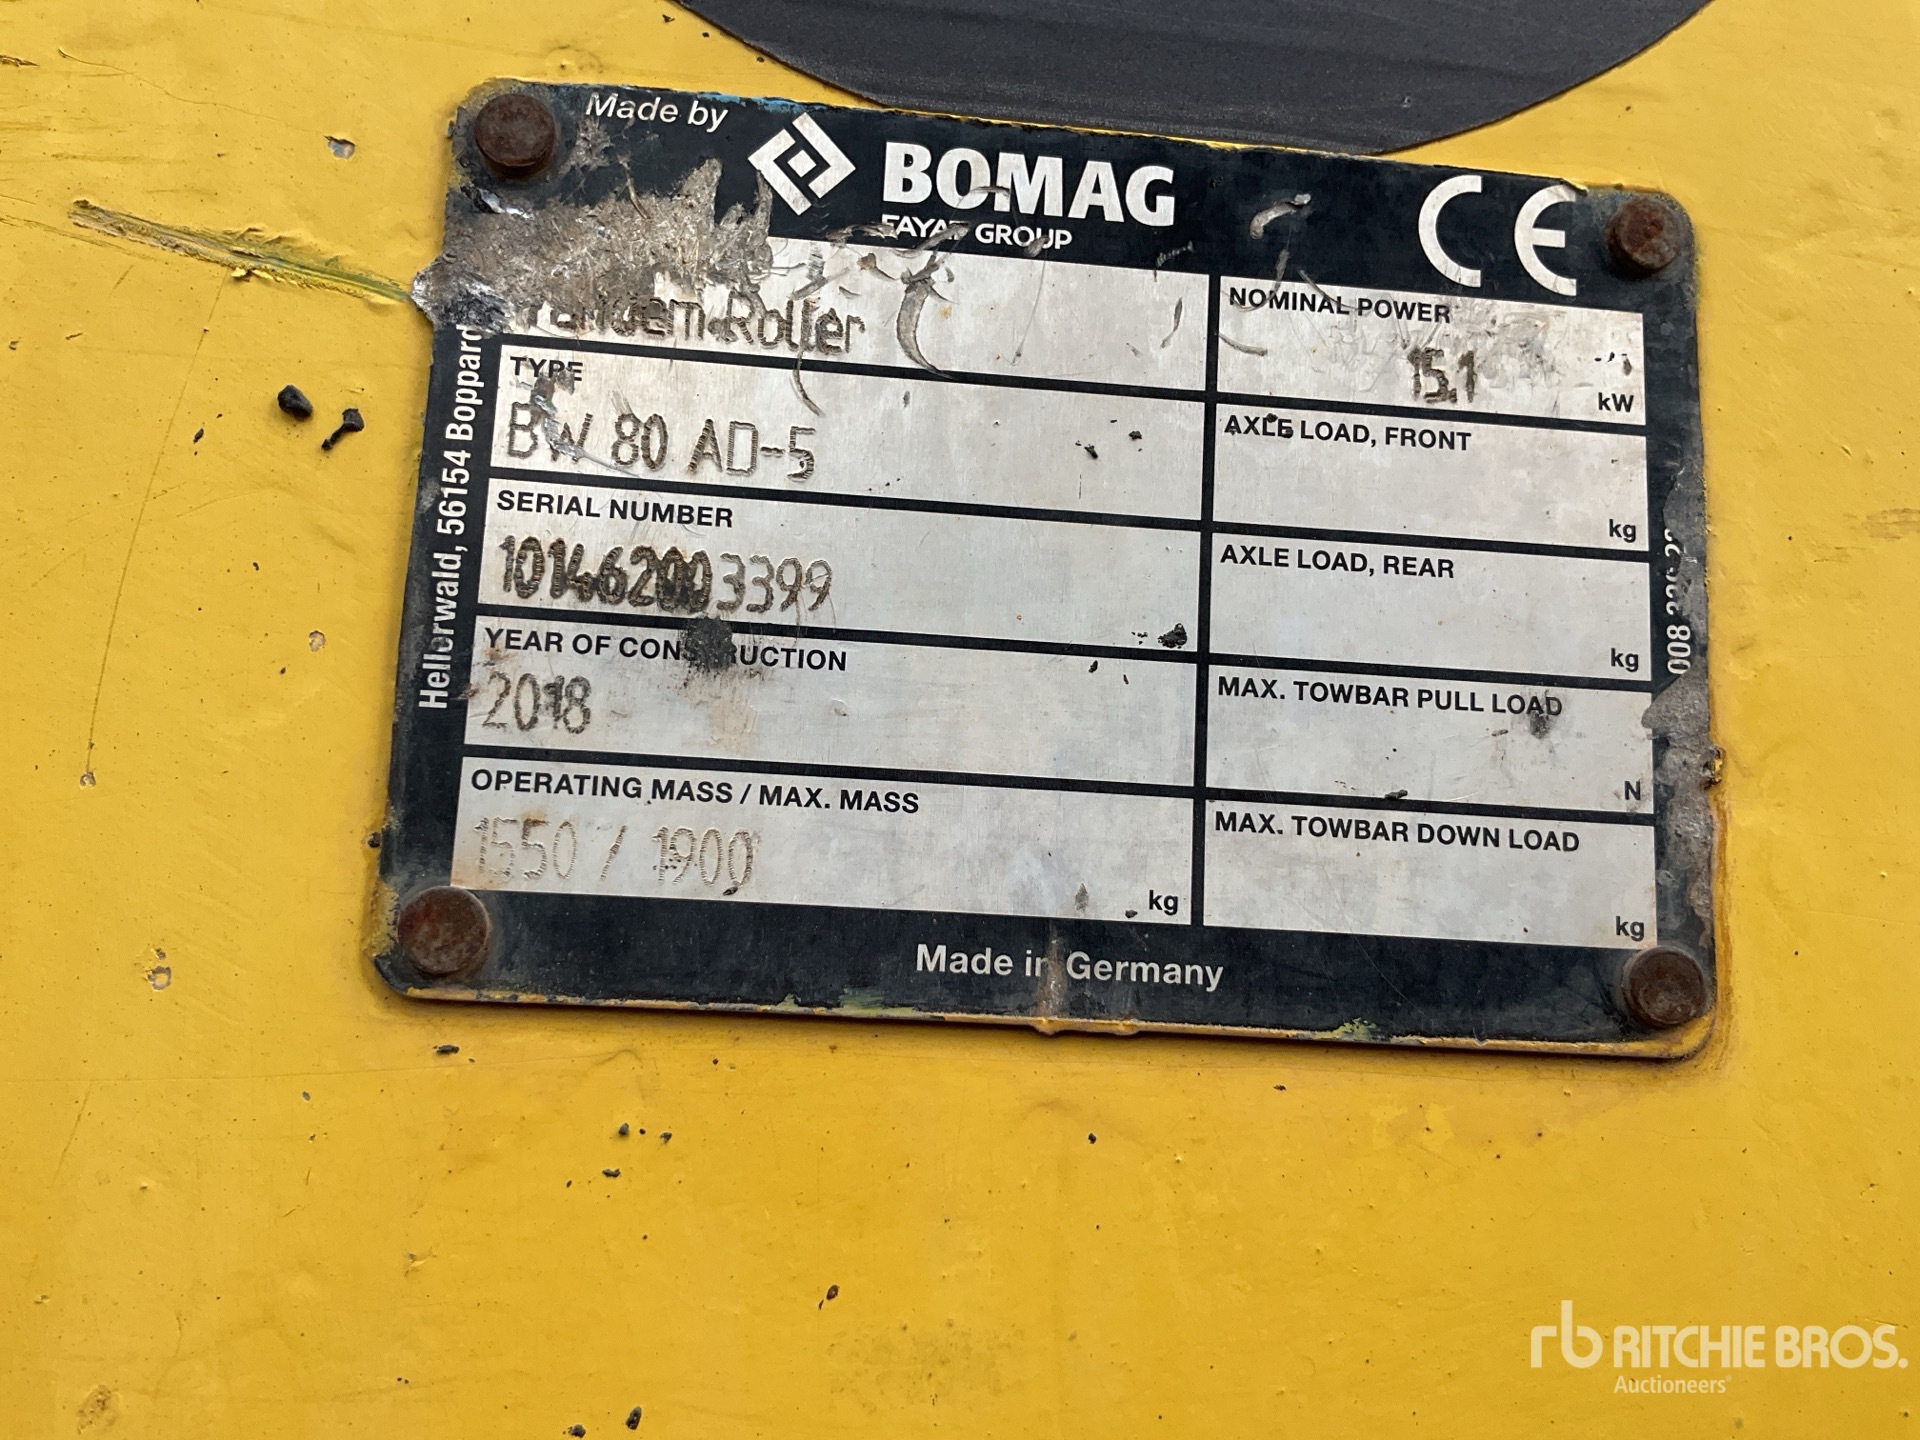 Made by
BOMAG
FAYAT GROUP
CE
Tandem Roller
NOMINAL POWER
15.1
kW
TYPE
BW 80 AD-5
AXLE LOAD, FRONT
kg
SERIAL NUMBER
101462003399
AXLE LOAD, REAR
kg
YEAR OF CONSTRUCTION
2018
MAX. TOWBAR PULL LOAD
N
OPERATING MASS / MAX. MASS
1550 / 1900
kg
MAX. TOWBAR DOWN LOAD
kg
Made in Germany
Hellerwald, 56154 Boppard
008
rb RITCHIE BROS.
Auctioneers